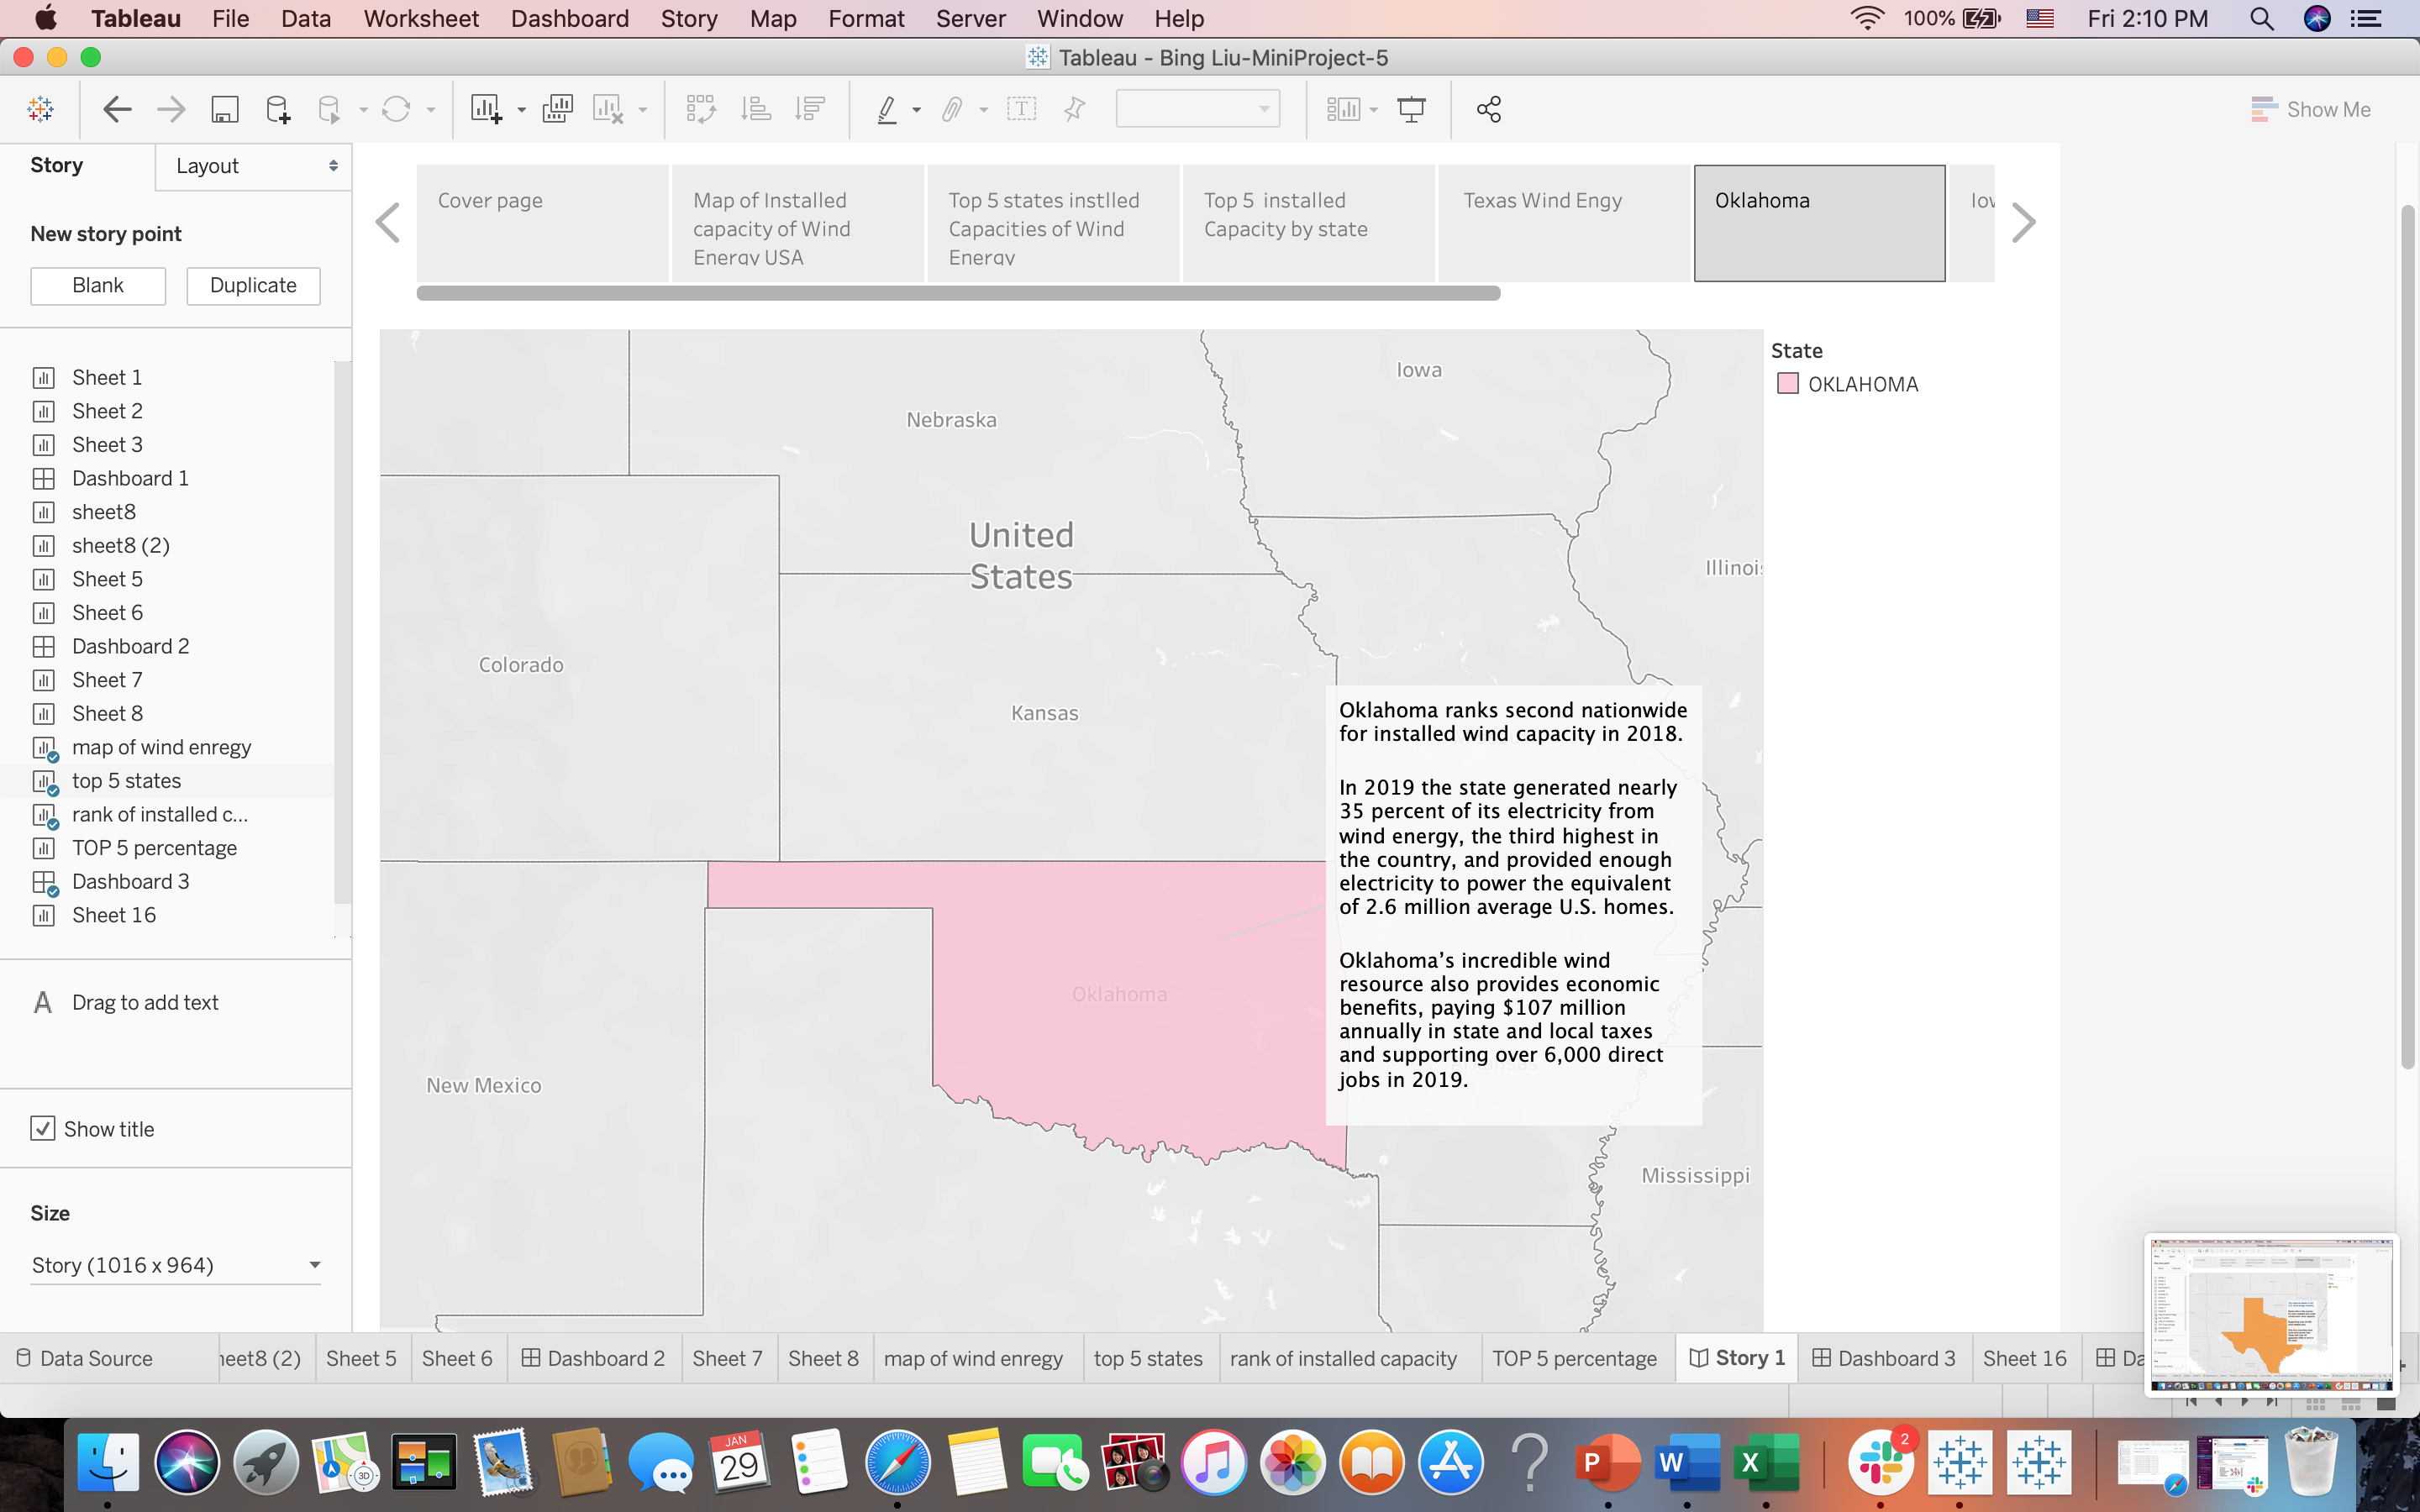 Tableau File Data Worksheet Dashboard Story Map Format Server Window Help 100% Fri 2:10 PM
Tableau - Bing Liu-MiniProject-5
Show Me
Story Layout
New story point
Blank Duplicate
Sheet 1
Sheet 2
Sheet 3
Dashboard 1
sheet8
sheet8 (2)
Sheet 5
Sheet 6
Dashboard 2
Sheet 7
Sheet 8
map of wind enregy
top 5 states
rank of installed c...
TOP 5 percentage
Dashboard 3
Sheet 16
A Drag to add text
Show title
Size
Story (1016 x 964)
Cover page
Map of Installed
capacity of Wind
Energy USA
Top 5 states instlled
Capacities of Wind
Energy
Top 5 installed
Capacity by state
Texas Wind Engy
Oklahoma
State
OKLAHOMA
Iowa
Nebraska
United
States
Colorado
Kansas
Oklahoma
New Mexico
Mississippi
Oklahoma ranks second nationwide
for installed wind capacity in 2018.
In 2019 the state generated nearly
35 percent of its electricity from
wind energy, the third highest in
the country, and provided enough
electricity to power the equivalent
of 2.6 million average U.S. homes.
Oklahoma’s incredible wind
resource also provides economic
benefits, paying $107 million
annually in state and local taxes
and supporting over 6,000 direct
jobs in 2019.
Data Source heet8 (2) Sheet 5 Sheet 6 Dashboard 2 Sheet 7 Sheet 8 map of wind enregy top 5 states rank of installed capacity TOP 5 percentage Story 1 Dashboard 3 Sheet 16 Da
3D JAN 29 P W X 2